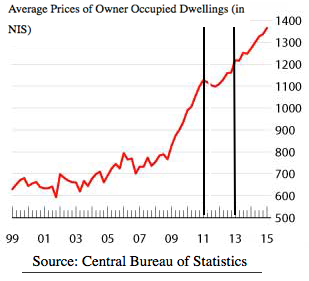 Average Prices of Owner Occupied Dwellings (in
NIS)
1400
1300
1200
1100
1000
900
800
700
600
500
99 01 03 05 07 09 11 13 15
Source: Central Bureau of Statistics